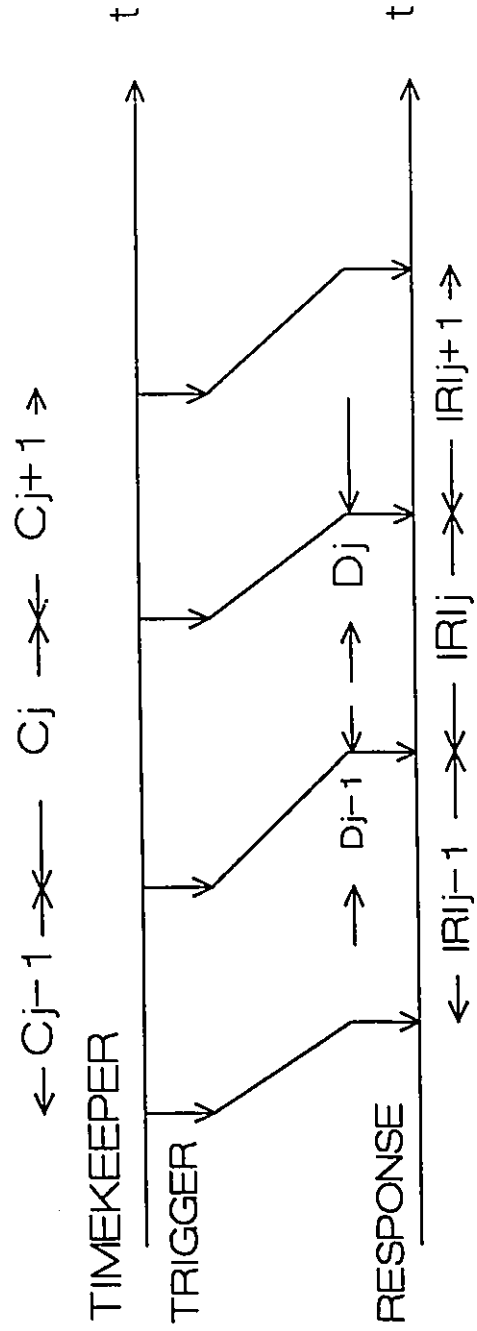 Cj-1 Cj Cj+1
TIMEKEEPER t
TRIGGER
Dj-1 Dj
RESPONSE t
IRIj-1 IRIj IRIj+1